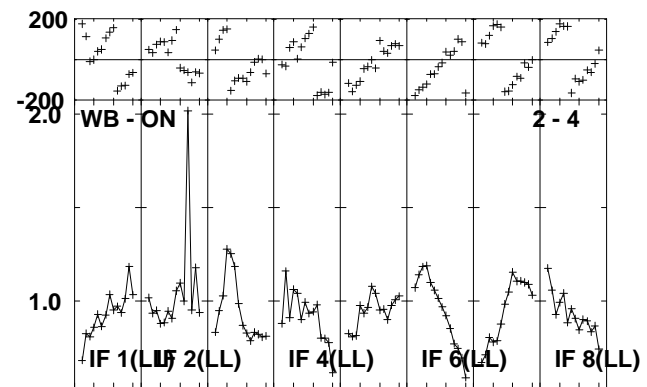 200
-200
2.0
WB - ON
2 - 4
1.0
IF 1(LL)
IF 2(LL)
IF 4(LL)
IF 6(LL)
IF 8(LL)